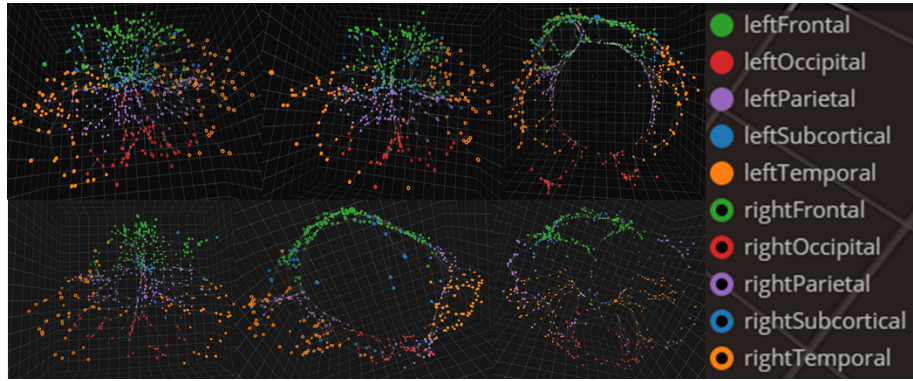 leftFrontal
leftOccipital
leftParietal
leftSubcortical
leftTemporal
rightFrontal
rightOccipital
rightParietal
rightSubcortical
rightTemporal